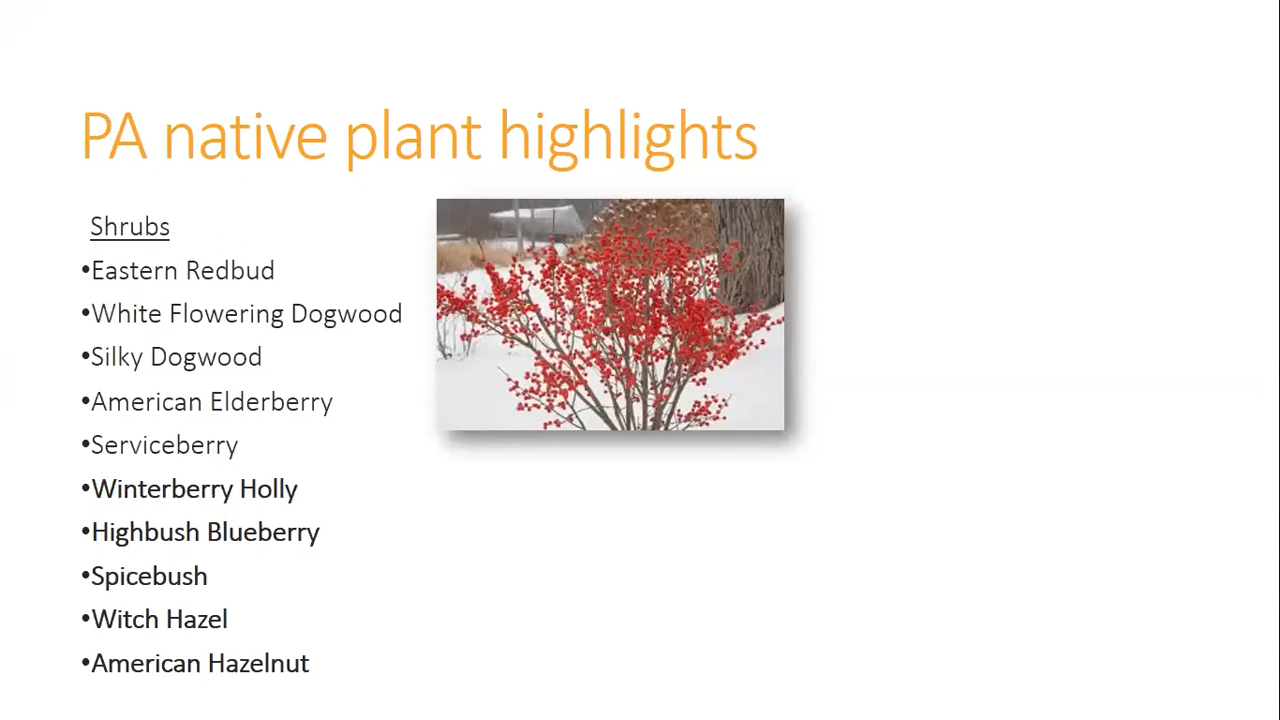 PA native plant highlights
Shrubs
•Eastern Redbud
•White Flowering Dogwood
•Silky Dogwood
•American Elderberry
•Serviceberry
•Winterberry Holly
•Highbush Blueberry
•Spicebush
•Witch Hazel
•American Hazelnut